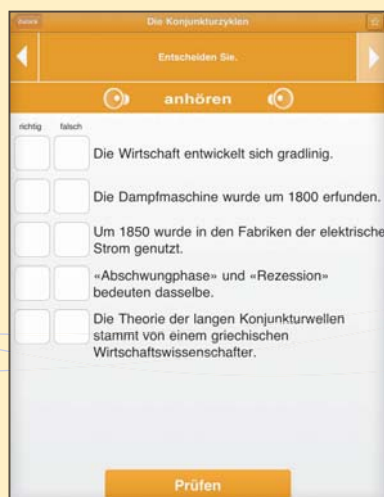 Die Konjunkturzyklen
Entscheiden Sie.
anhören
richtig falsch
Die Wirtschaft entwickelt sich gradlinig.
Die Dampfmaschine wurde um 1800 erfunden.
Um 1850 wurde in den Fabriken der elektrische
Strom genutzt.
«Abschwungphase» und «Rezession»
bedeuten dasselbe.
Die Theorie der langen Konjunkturwellen
stammt von einem griechischen
Wirtschaftswissenschafter.
Prüfen